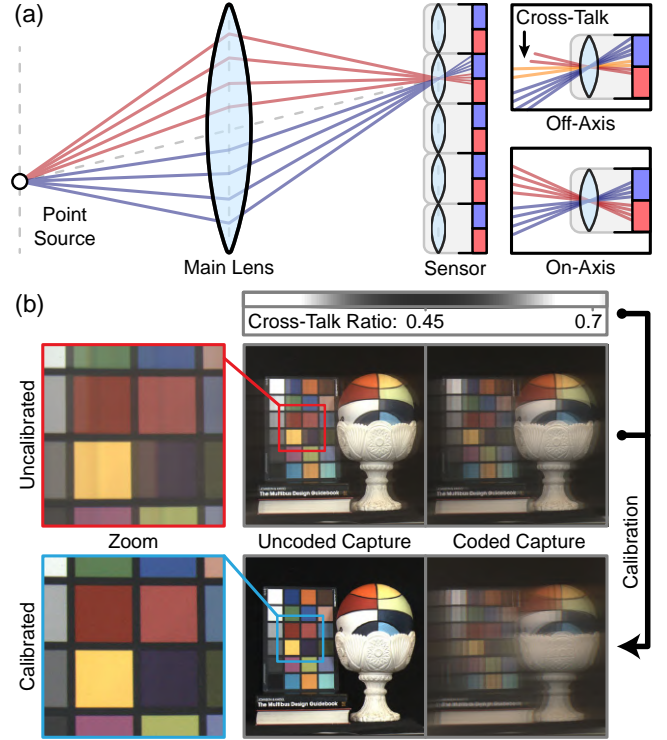 (a)
Cross-Talk
Off-Axis
Point
Source
Main Lens
Sensor
On-Axis
(b)
Cross-Talk Ratio: 0.45 0.7
Uncalibrated
The Multibus Design Guidebook
Zoom
Uncoded Capture
Coded Capture
Calibration
Calibrated
The Multibus Design Guidebook